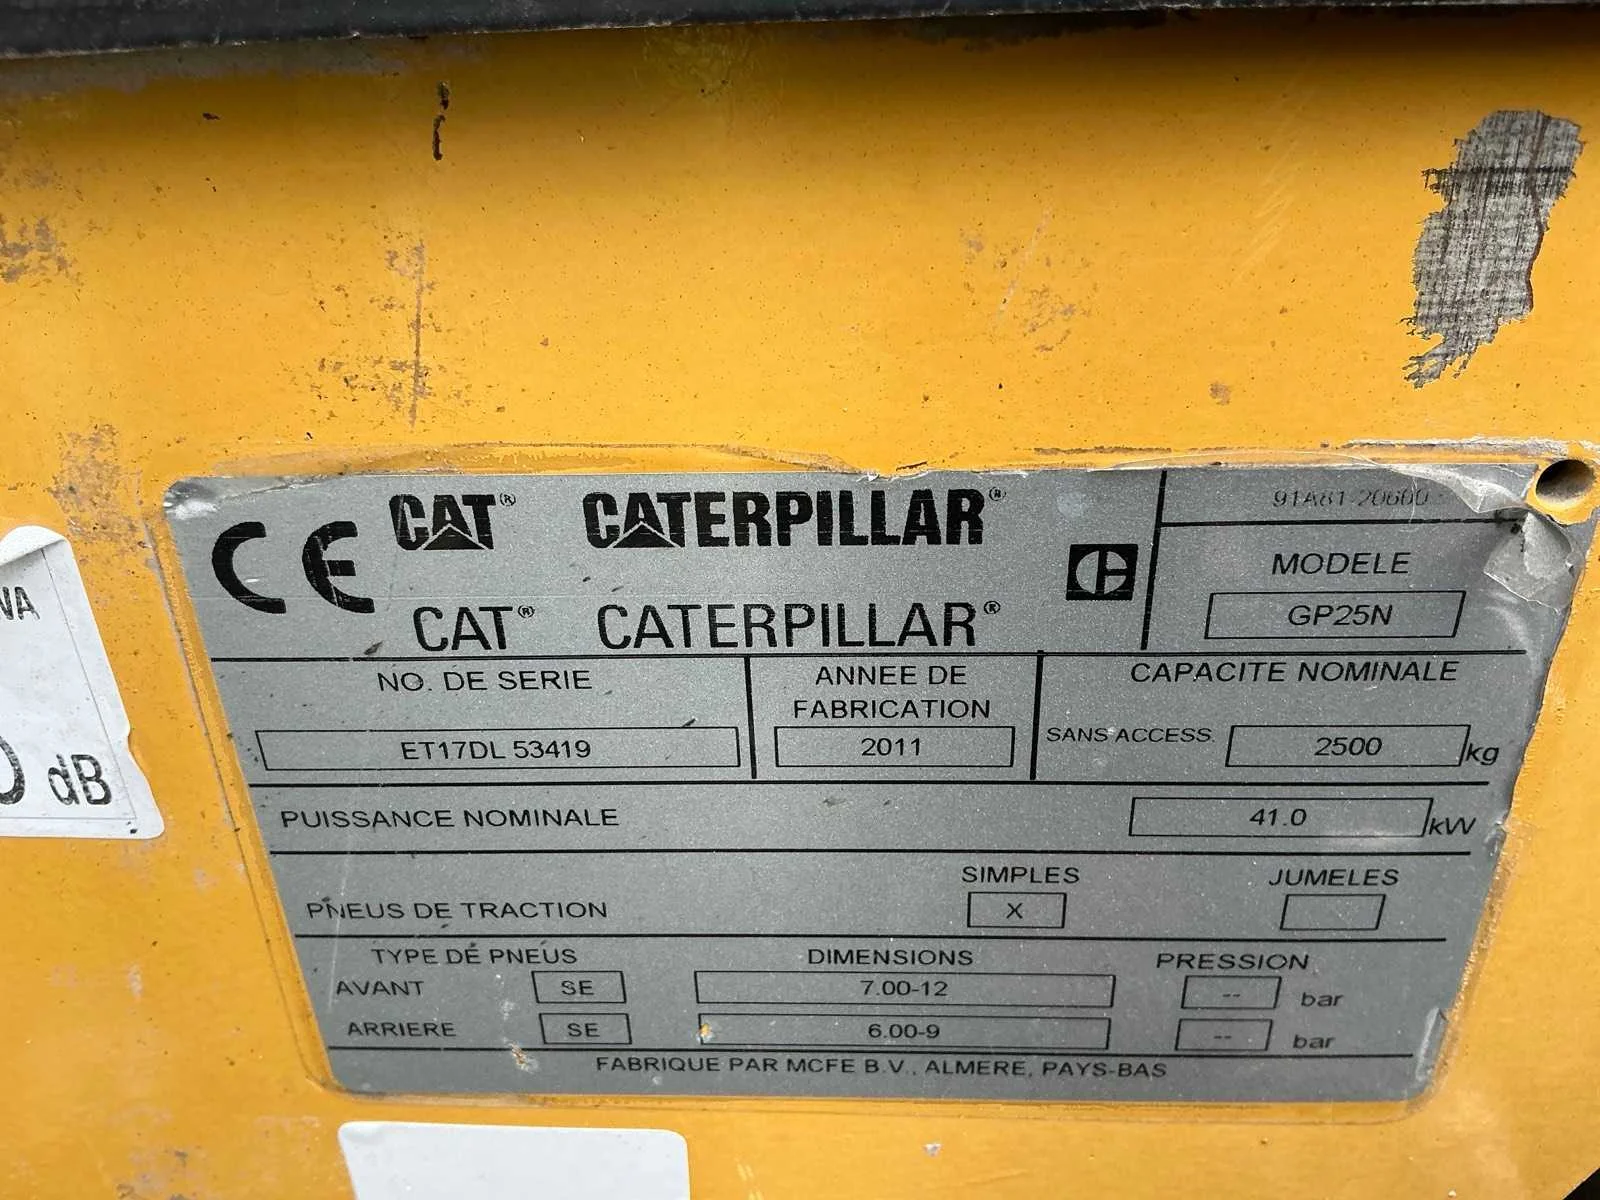 CE CAT® CATERPILLAR®
CAT® CATERPILLAR®
91A81-20600
MODELE
GP25N
NO. DE SERIE
ET17DL 53419
ANNEE DE
FABRICATION
2011
CAPACITE NOMINALE
SANS ACCESS. 2500 kg
PUISSANCE NOMINALE 41.0 kW
SIMPLES JUMELES
PNEUS DE TRACTION X
TYPE DE PNEUS DIMENSIONS PRESSION
AVANT SE 7.00-12 -- bar
ARRIERE SE 6.00-9 -- bar
FABRIQUE PAR MCFE B.V., ALMERE, PAYS-BAS
dB